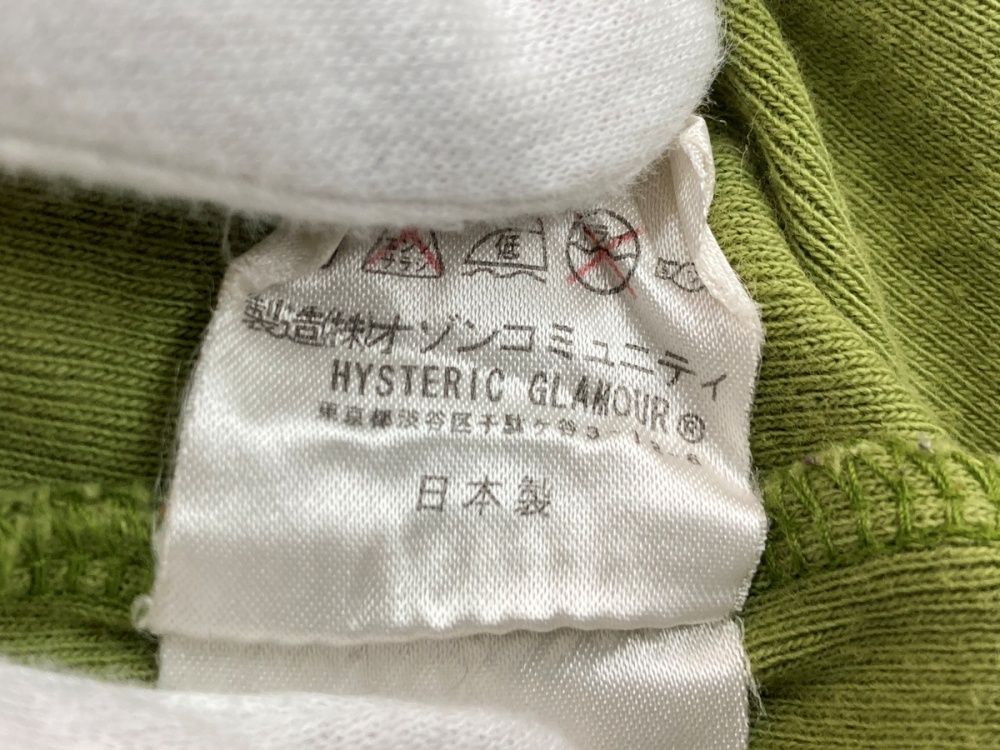 低
製造㈱オゾンコミュニティ
HYSTERIC GLAMOUR®
東京都渋谷区千駄ヶ谷3-
日本製